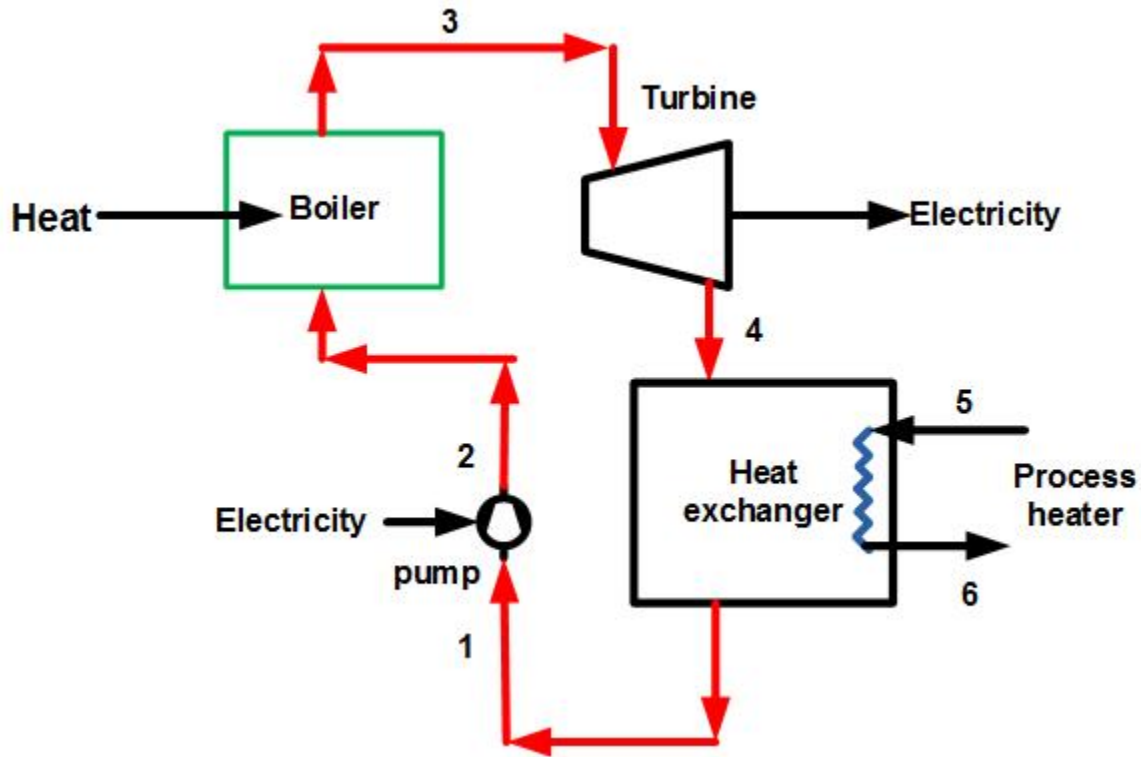 3
Turbine
Heat
Boiler
Electricity
4
5
2
Heat
exchanger
Process
heater
Electricity
pump
6
1